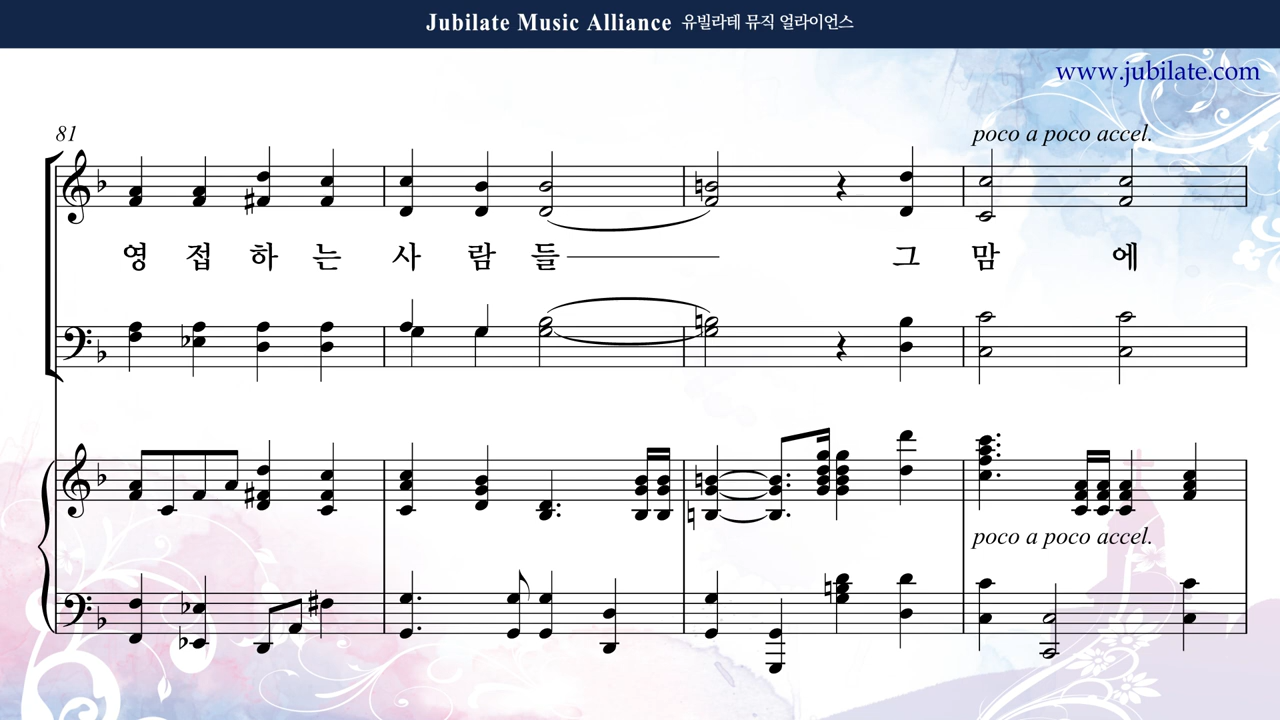 Jubilate Music Alliance 유빌라테 뮤직 얼라이언스
www.jubilate.com
81
poco a poco accel.
영 접 하 는 사 람 들 그 맘 에
poco a poco accel.